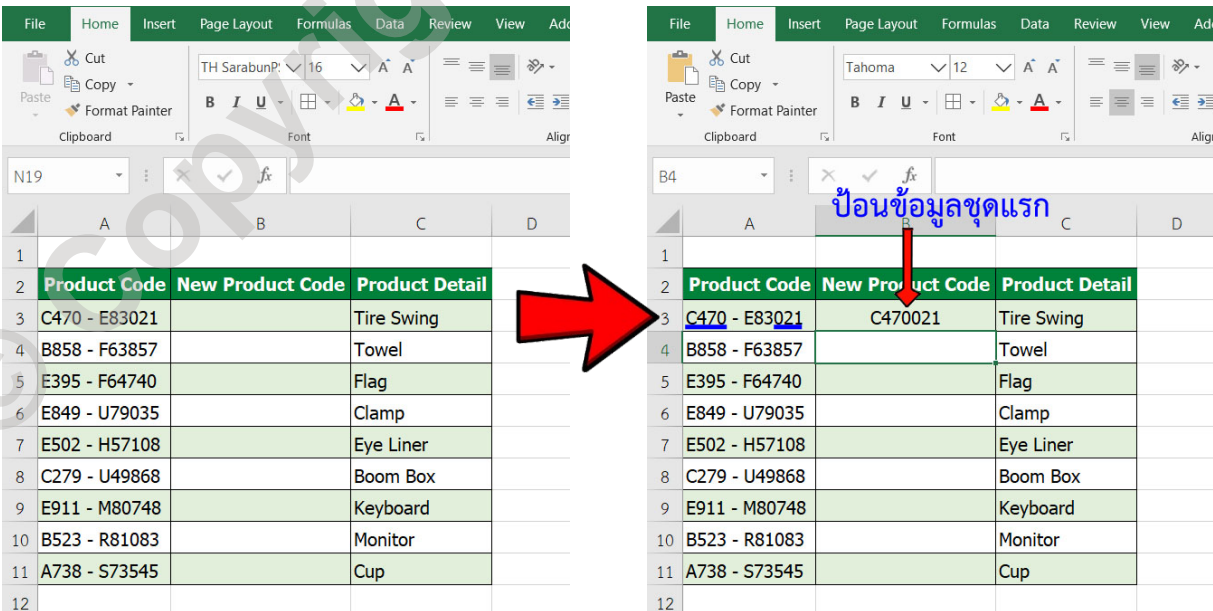 File Home Insert Page Layout Formulas Data Review View Add
Cut
Copy
Paste
Format Painter
TH SarabunP 16
B I U
Clipboard Font Align
N19 fx
A B C D
1
2 Product Code New Product Code Product Detail
3 C470 - E83021 Tire Swing
4 B858 - F63857 Towel
5 E395 - F64740 Flag
6 E849 - U79035 Clamp
7 E502 - H57108 Eye Liner
8 C279 - U49868 Boom Box
9 E911 - M80748 Keyboard
10 B523 - R81083 Monitor
11 A738 - S73545 Cup
12
© Copyrig
File Home Insert Page Layout Formulas Data Review View Ad
Cut
Copy
Paste
Format Painter
Tahoma 12
B I U
Clipboard Font Alig
B4 fx
ป้อนข้อมูลชุดแรก
A B C D
1
2 Product Code New Product Code Product Detail
3 C470 - E83021 C470021 Tire Swing
4 B858 - F63857 Towel
5 E395 - F64740 Flag
6 E849 - U79035 Clamp
7 E502 - H57108 Eye Liner
8 C279 - U49868 Boom Box
9 E911 - M80748 Keyboard
10 B523 - R81083 Monitor
11 A738 - S73545 Cup
12